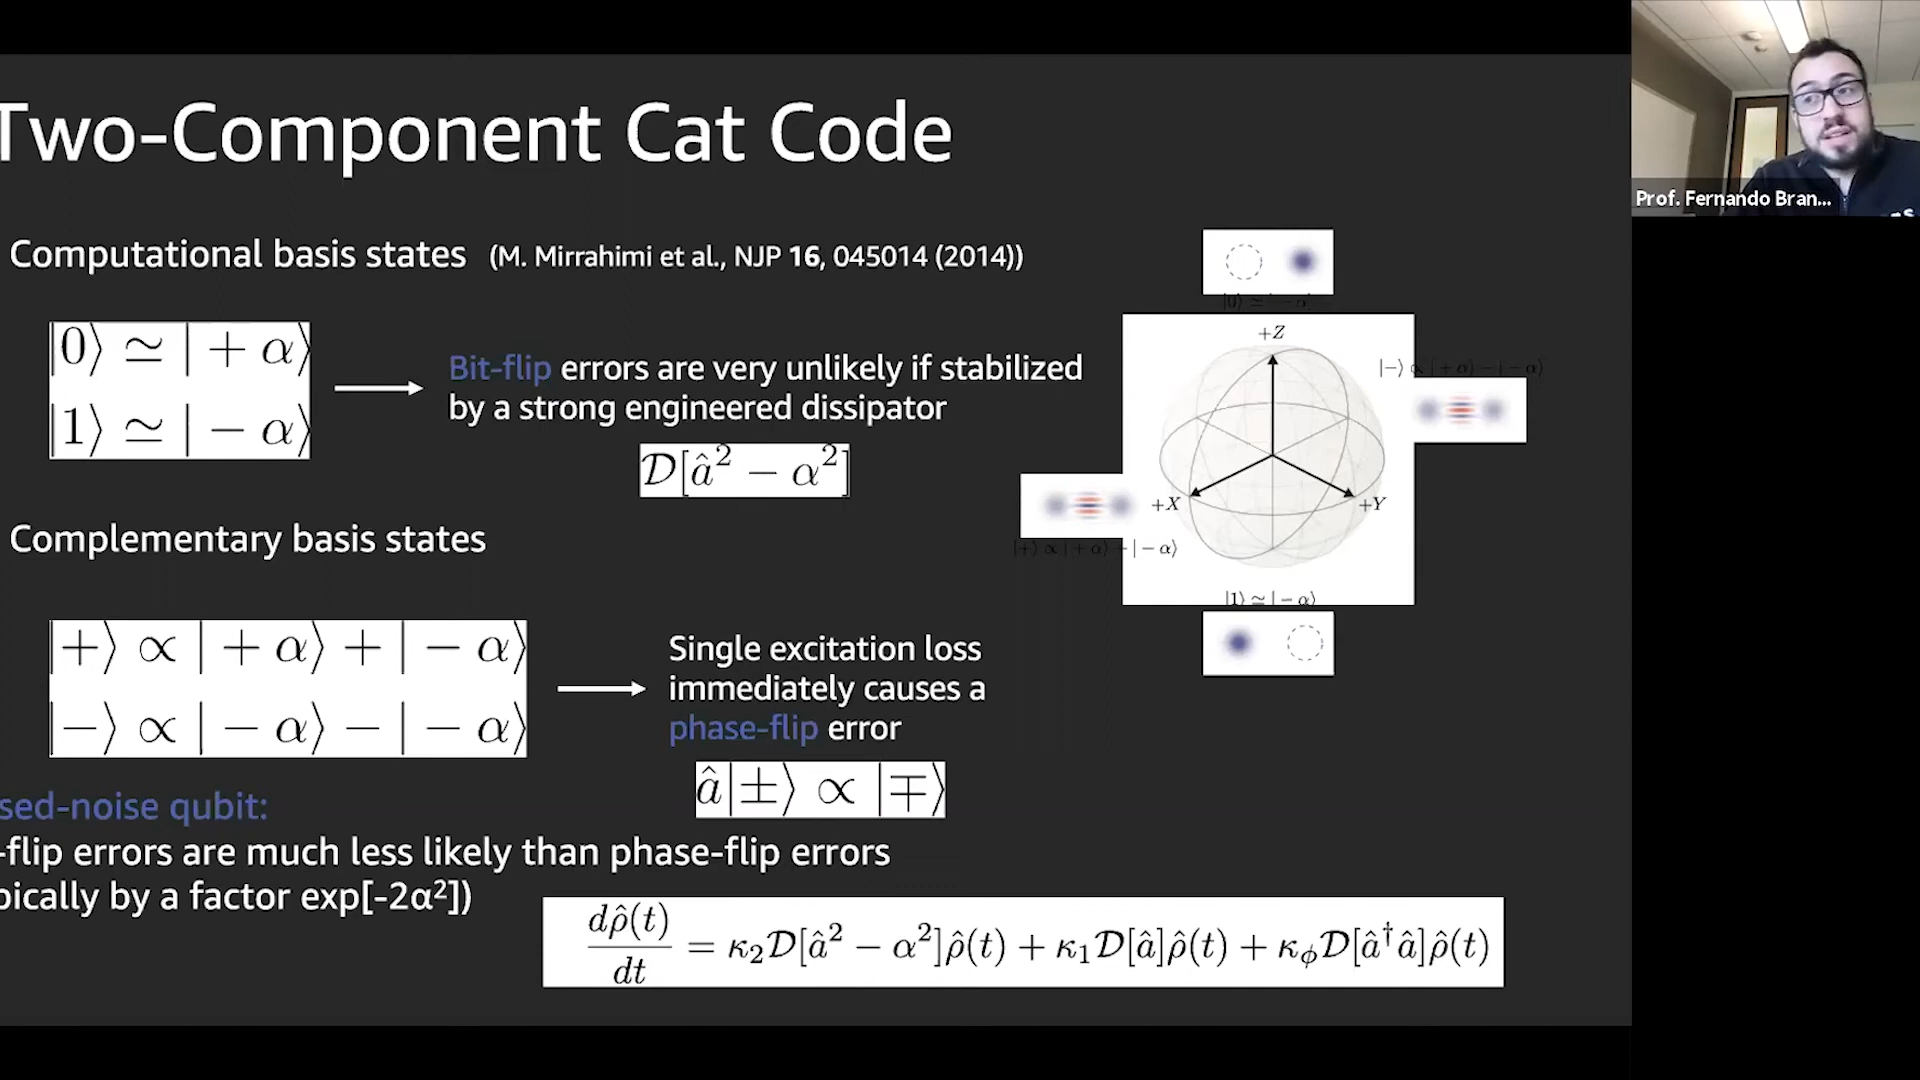 Two-Component Cat Code
Computational basis states (M. Mirrahimi et al., NJP 16, 045014 (2014))
|0⟩ ≃ | + α⟩
|1⟩ ≃ | − α⟩
Bit-flip errors are very unlikely if stabilized
by a strong engineered dissipator
𝒟[â² − α²]
Complementary basis states
|+⟩ ∝ | + α⟩ + | − α⟩
|−⟩ ∝ | − α⟩ − | − α⟩
Single excitation loss
immediately causes a
phase-flip error
â|±⟩ ∝ |∓⟩
sed-noise qubit:
-flip errors are much less likely than phase-flip errors
pically by a factor exp[-2α²])
dρ̂(t)/dt = κ₂𝒟[â² − α²]ρ̂(t) + κ₁𝒟[â]ρ̂(t) + κ_ϕ𝒟[â†â]ρ̂(t)
+Z
|−⟩ ∝ | + α⟩ − | − α⟩
+X
+Y
|+⟩ ∝ | + α⟩ + | − α⟩
|1⟩ ≃ | − α⟩
Prof. Fernando Bran...